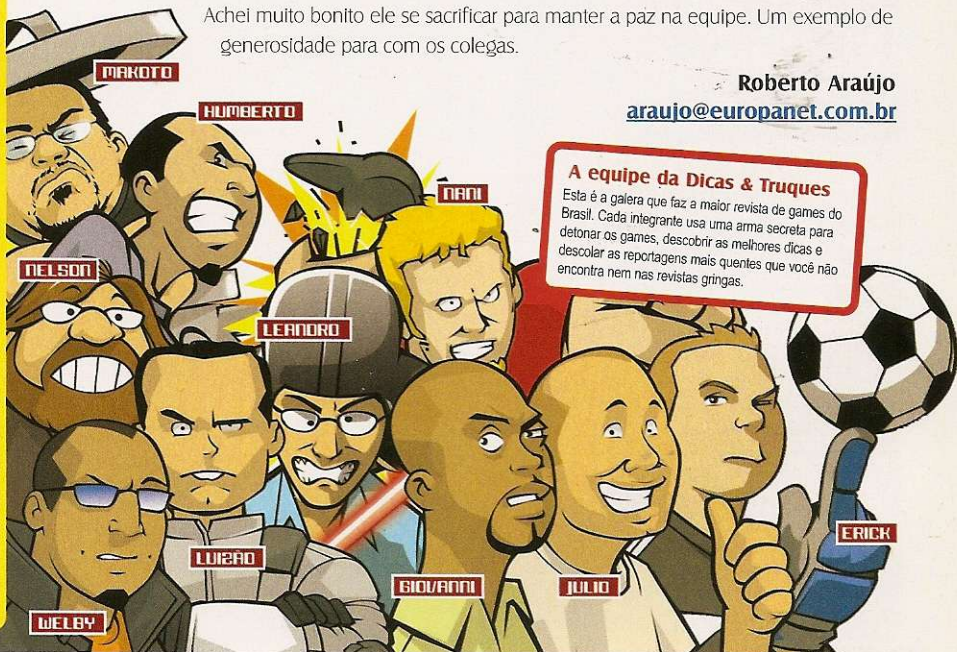 Achei muito bonito ele se sacrificar para manter a paz na equipe. Um exemplo de
generosidade para com os colegas.
Roberto Araújo
araujo@europanet.com.br
A equipe da Dicas & Truques
Esta é a galera que faz a maior revista de games do
Brasil. Cada integrante usa uma arma secreta para
detonar os games, descobrir as melhores dicas e
descolar as reportagens mais quentes que você não
encontra nem nas revistas gringas.
MAKOTO
HUMBERTO
NANI
NELSON
LEANDRO
ERICK
LUIZÃO
GIOVANNI
JULIO
WELBY